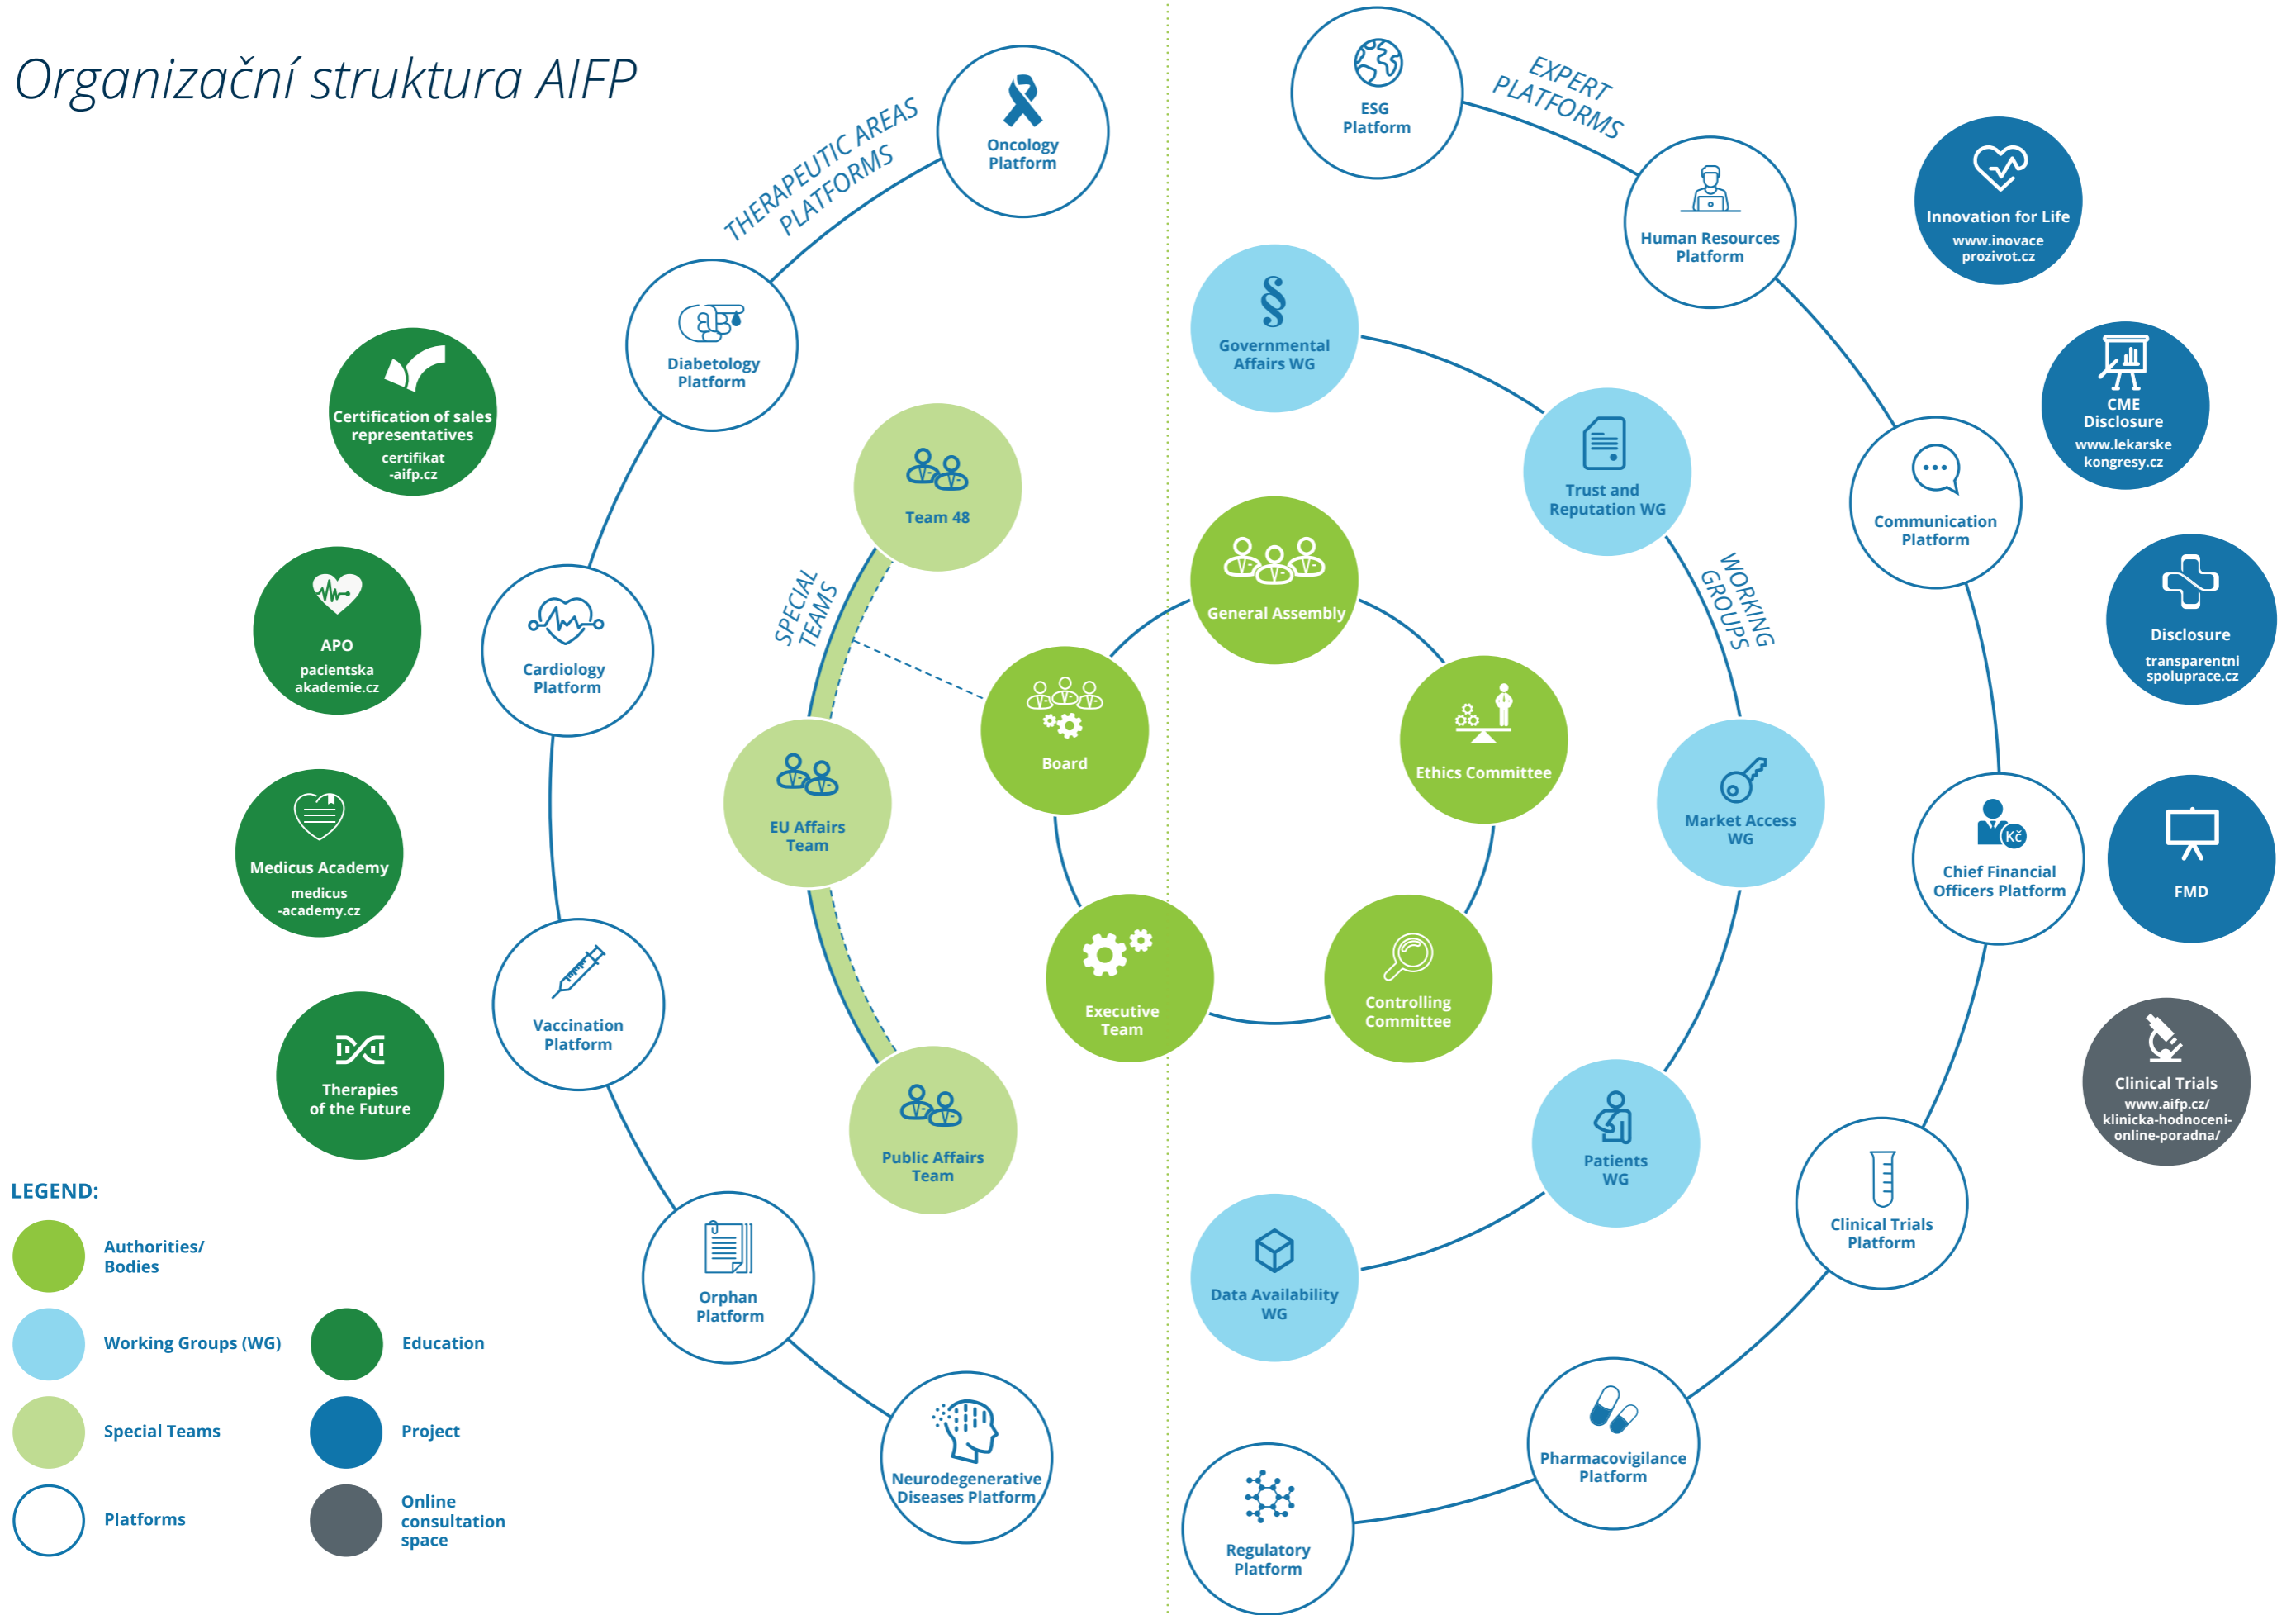 Organizační struktura AIFP
THERAPEUTIC AREAS
PLATFORMS
Oncology
Platform
Diabetology
Platform
Cardiology
Platform
Vaccination
Platform
Orphan
Platform
Neurodegenerative
Diseases Platform
Certification of sales
representatives
certifikat
-aifp.cz
APO
pacientska
akademie.cz
Medicus Academy
medicus
-academy.cz
Therapies
of the Future
SPECIAL
TEAMS
Team 48
EU Affairs
Team
Public Affairs
Team
General Assembly
Board
Ethics Committee
Executive
Team
Controlling
Committee
WORKING
GROUPS
§
Governmental
Affairs WG
Trust and
Reputation WG
Market Access
WG
Patients
WG
Data Availability
WG
EXPERT
PLATFORMS
ESG
Platform
Human Resources
Platform
Communication
Platform
Kč
Chief Financial
Officers Platform
Clinical Trials
Platform
Pharmacovigilance
Platform
Regulatory
Platform
Innovation for Life
www.inovace
prozivot.cz
CME
Disclosure
www.lekarske
kongresy.cz
Disclosure
transparentni
spoluprace.cz
FMD
Clinical Trials
www.aifp.cz/
klinicka-hodnoceni-
online-poradna/
LEGEND:
Authorities/
Bodies
Working Groups (WG)
Special Teams
Platforms
Education
Project
Online
consultation
space